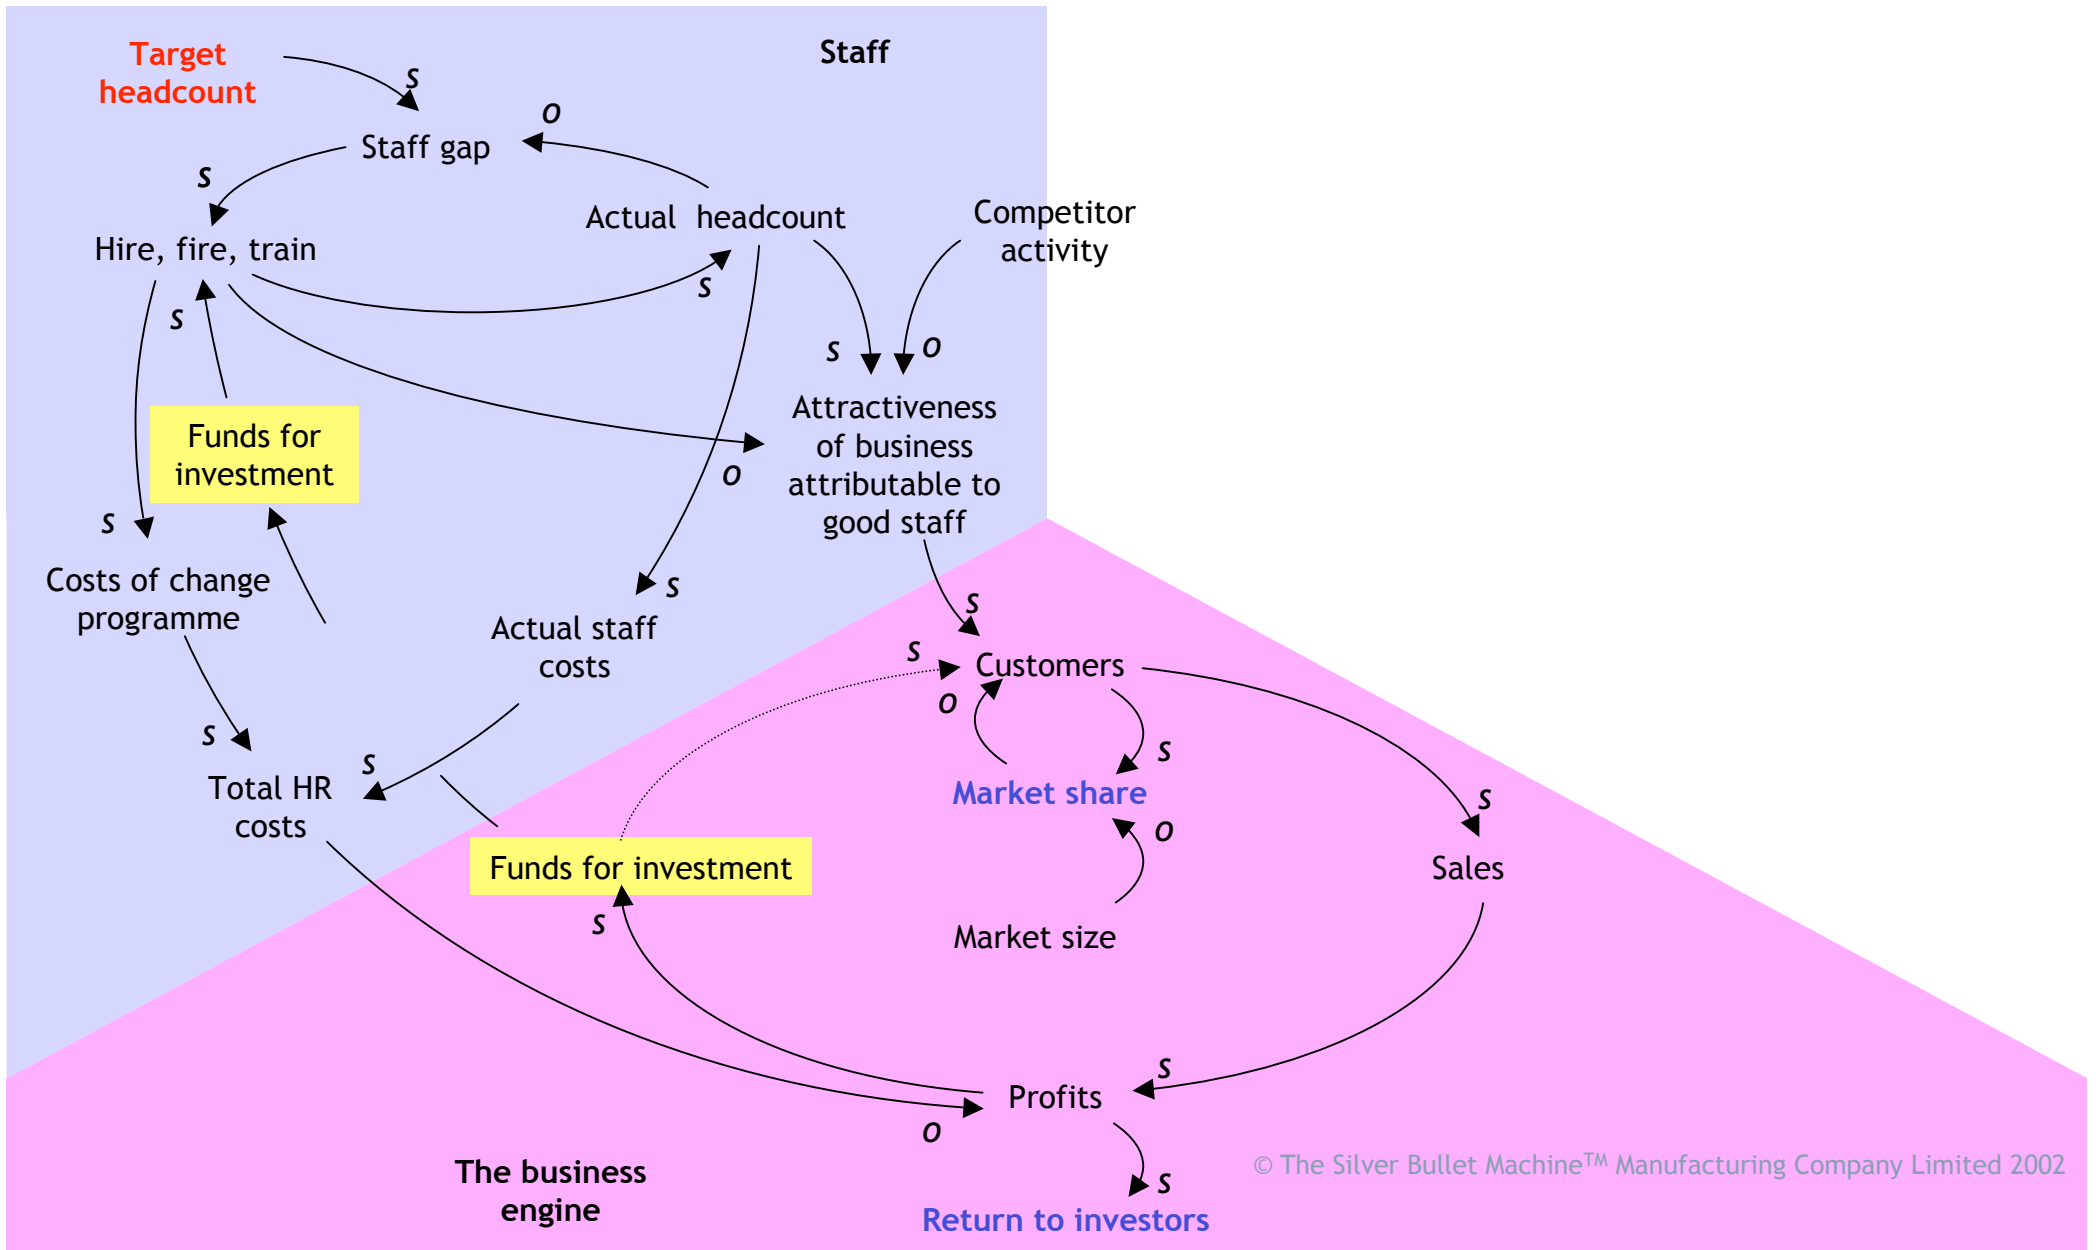 Target
headcount
Staff
S
O
Staff gap
S
Actual headcount
Competitor
activity
Hire, fire, train
S
S
S
O
Attractiveness
of business
attributable to
good staff
Funds for
investment
O
S
Costs of change
programme
S
Actual staff
costs
S
S
Customers
O
S
S
S
Market share
Total HR
costs
S
O
Funds for investment
Sales
S
Market size
S
Profits
O
The business
engine
© The Silver Bullet Machine™ Manufacturing Company Limited 2002
S
Return to investors